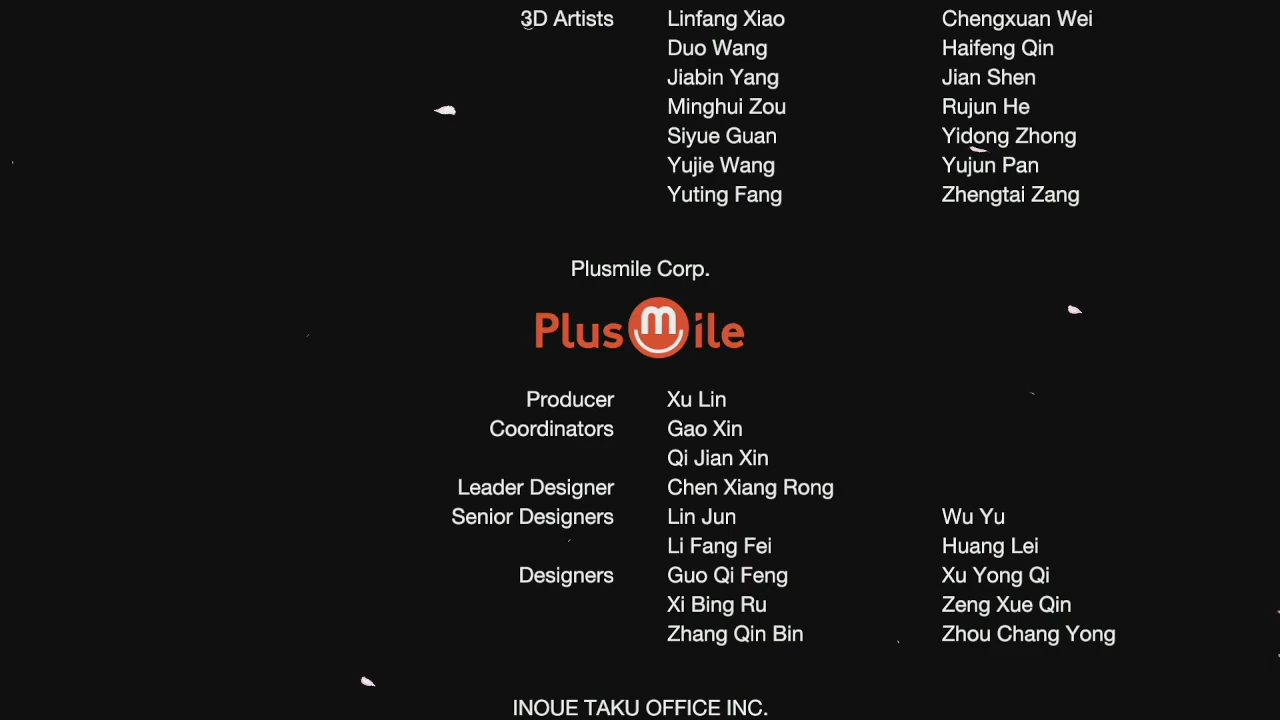 3D Artists Linfang Xiao Chengxuan Wei
Duo Wang Haifeng Qin
Jiabin Yang Jian Shen
Minghui Zou Rujun He
Siyue Guan Yidong Zhong
Yujie Wang Yujun Pan
Yuting Fang Zhengtai Zang
Plusmile Corp.
Plusmile
Producer Xu Lin
Coordinators Gao Xin
Qi Jian Xin
Leader Designer Chen Xiang Rong
Senior Designers Lin Jun Wu Yu
Li Fang Fei Huang Lei
Designers Guo Qi Feng Xu Yong Qi
Xi Bing Ru Zeng Xue Qin
Zhang Qin Bin Zhou Chang Yong
INOUE TAKU OFFICE INC.